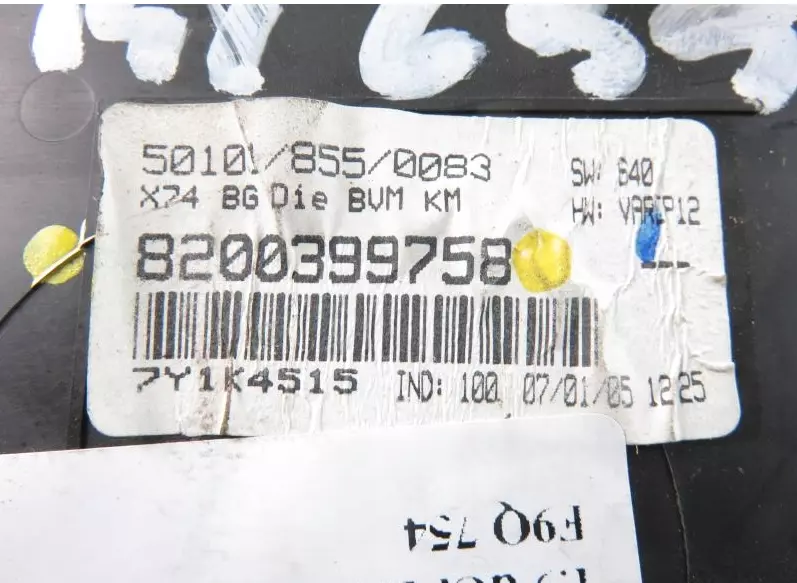 5010!/855/0083
SW: 640
X74 BG Die BVM KM
HW: VARIP12
8200399758
7Y1K4515
IND: 100 07/01/05 12:25
F9Q 754